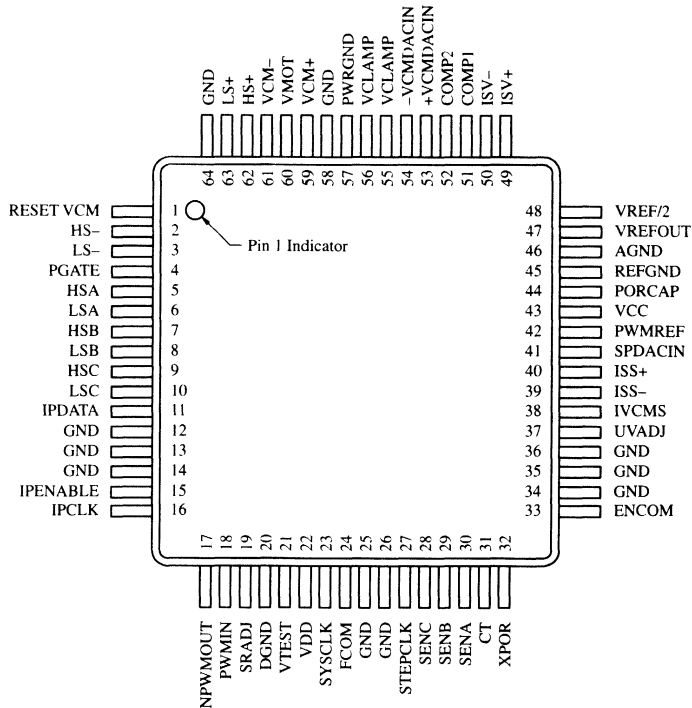 GND LS+ HS+ VCM– VMOT VCM+ GND PWRGND VCLAMP VCLAMP –VCMDACIN +VCMDACIN COMP2 COMP1 ISV– ISV+
64 63 62 61 60 59 58 57 56 55 54 53 52 51 50 49
RESET VCM 1 48 VREF/2
HS– 2 47 VREFOUT
LS– 3 Pin 1 Indicator 46 AGND
PGATE 4 45 REFGND
HSA 5 44 PORCAP
LSA 6 43 VCC
HSB 7 42 PWMREF
LSB 8 41 SPDACIN
HSC 9 40 ISS+
LSC 10 39 ISS–
IPDATA 11 38 IVCMS
GND 12 37 UVADJ
GND 13 36 GND
GND 14 35 GND
IPENABLE 15 34 GND
IPCLK 16 33 ENCOM
17 18 19 20 21 22 23 24 25 26 27 28 29 30 31 32
NPWMOUT PWMIN SRADJ DGND VTEST VDD SYSCLK FCOM GND GND STEPCLK SENC SENB SENA CT XPOR